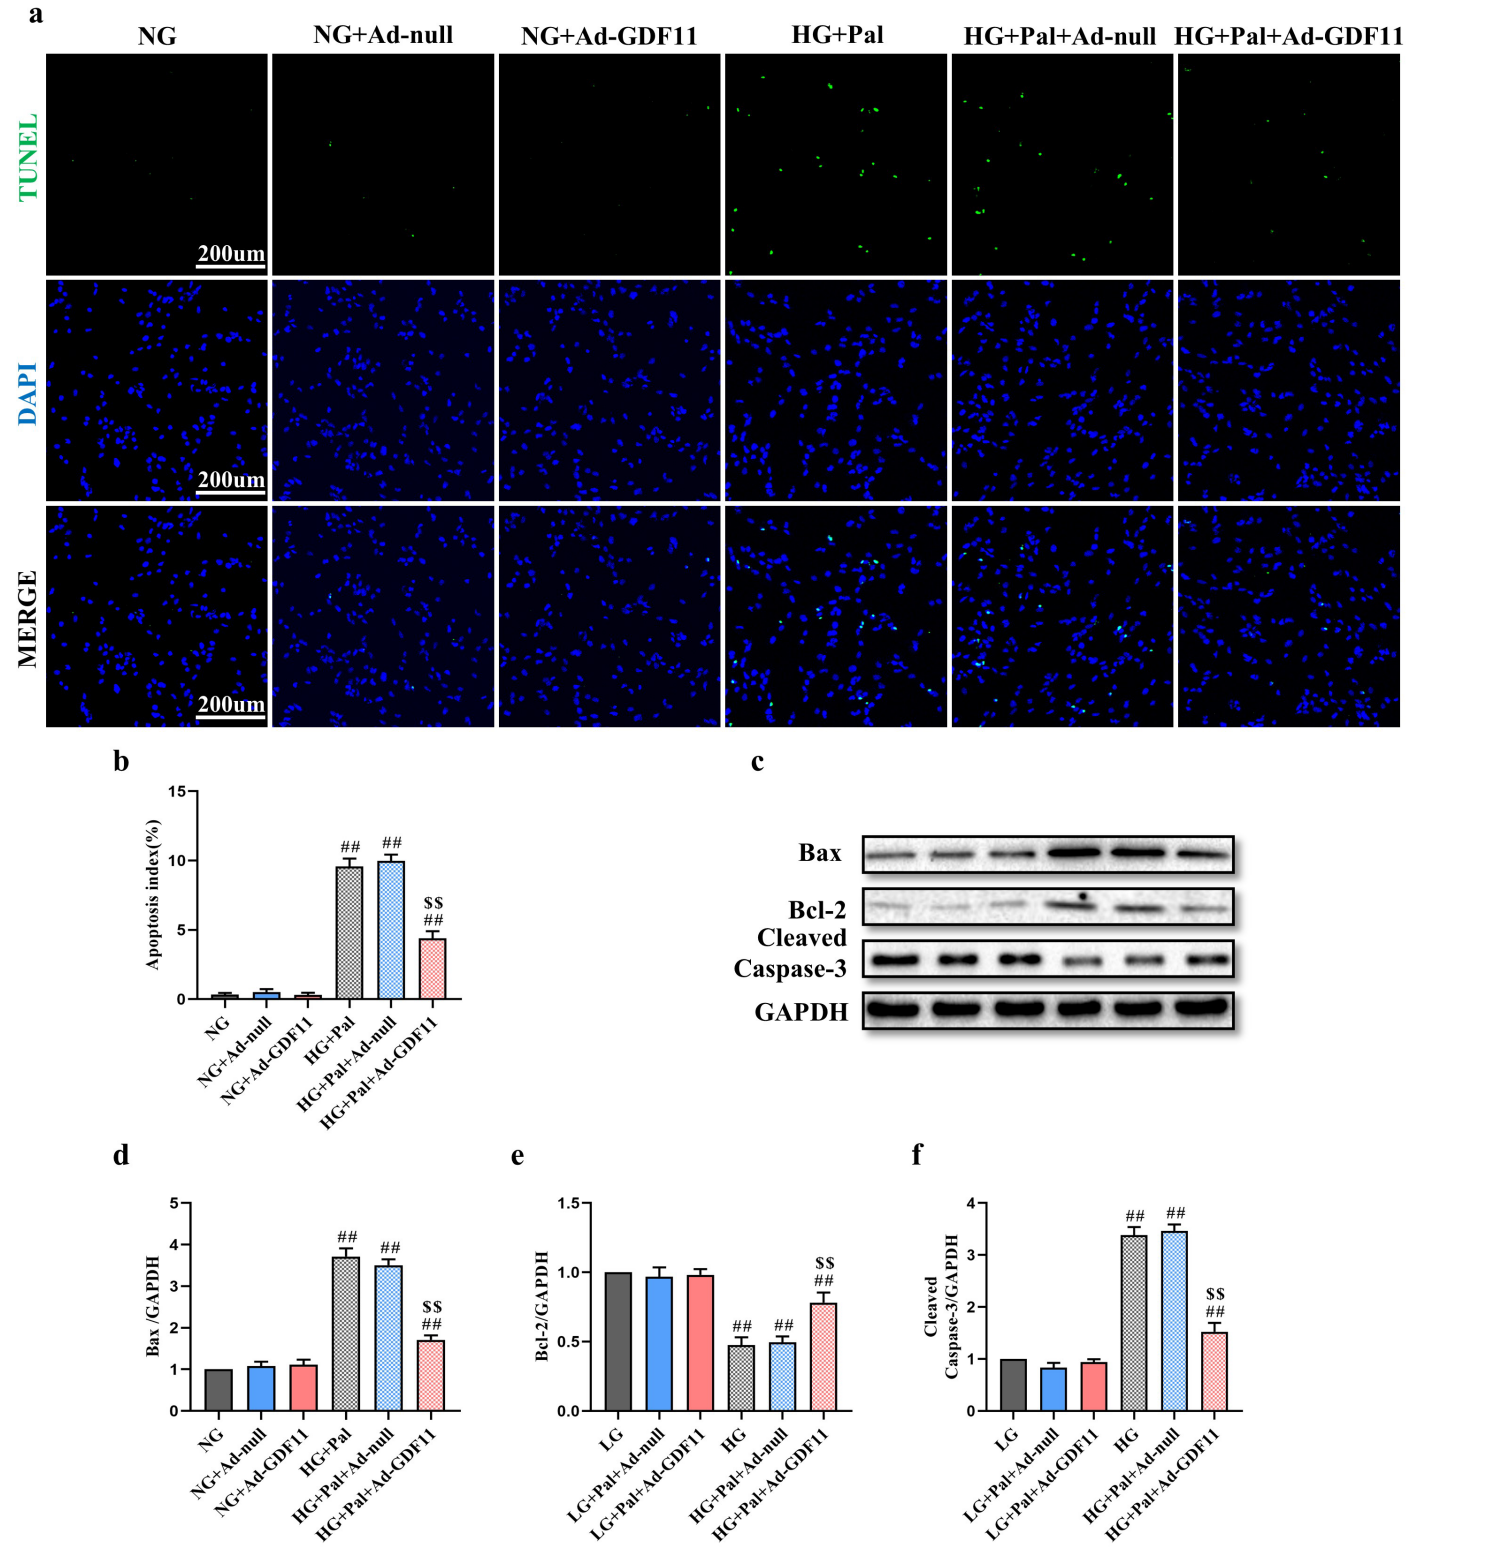 a
NG
NG+Ad-null
NG+Ad-GDF11
HG+Pal
HG+Pal+Ad-null
HG+Pal+Ad-GDF11
TUNEL
200um
DAPI
200um
MERGE
200um
b
Apoptosis index(%)
15
10
5
0
##
##
$$
##
NG
NG+Ad-null
NG+Ad-GDF11
HG+Pal
HG+Pal+Ad-null
HG+Pal+Ad-GDF11
c
Bax
Bcl-2
Cleaved
Caspase-3
GAPDH
d
Bax /GAPDH
5
4
3
2
1
0
##
##
$$
##
NG
NG+Ad-null
NG+Ad-GDF11
HG+Pal
HG+Pal+Ad-null
HG+Pal+Ad-GDF11
e
Bcl-2/GAPDH
1.5
1.0
0.5
0.0
##
##
$$
##
LG
LG+Pal+Ad-null
LG+Pal+Ad-GDF11
HG
HG+Pal+Ad-null
HG+Pal+Ad-GDF11
f
Cleaved
Caspase-3/GAPDH
4
3
2
1
0
##
##
$$
##
LG
LG+Pal+Ad-null
LG+Pal+Ad-GDF11
HG
HG+Pal+Ad-null
HG+Pal+Ad-GDF11